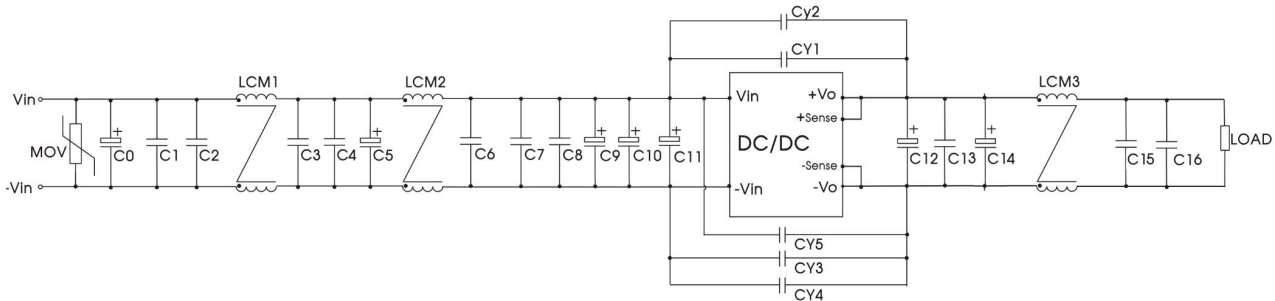 Cy2
CY1
LCM1
LCM2
LCM3
Vin
MOV
-Vin
+
C0
C1
C2
C3
C4
+
C5
C6
C7
C8
+
C9
+
C10
+
C11
Vin
-Vin
DC/DC
+Vo
+Sense
-Sense
-Vo
+
C12
C13
+
C14
C15
C16
LOAD
CY5
CY3
CY4